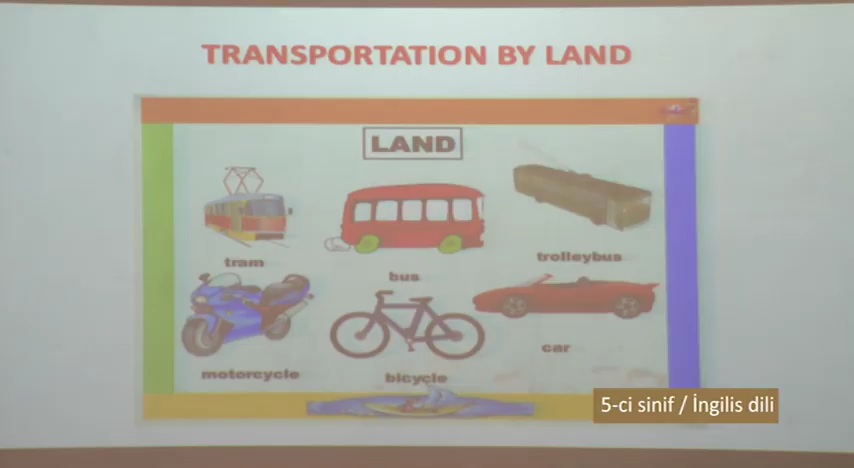 TRANSPORTATION BY LAND
LAND
tram
bus
trolleybus
motorcycle
bicycle
car
5-ci sinif / İngilis dili